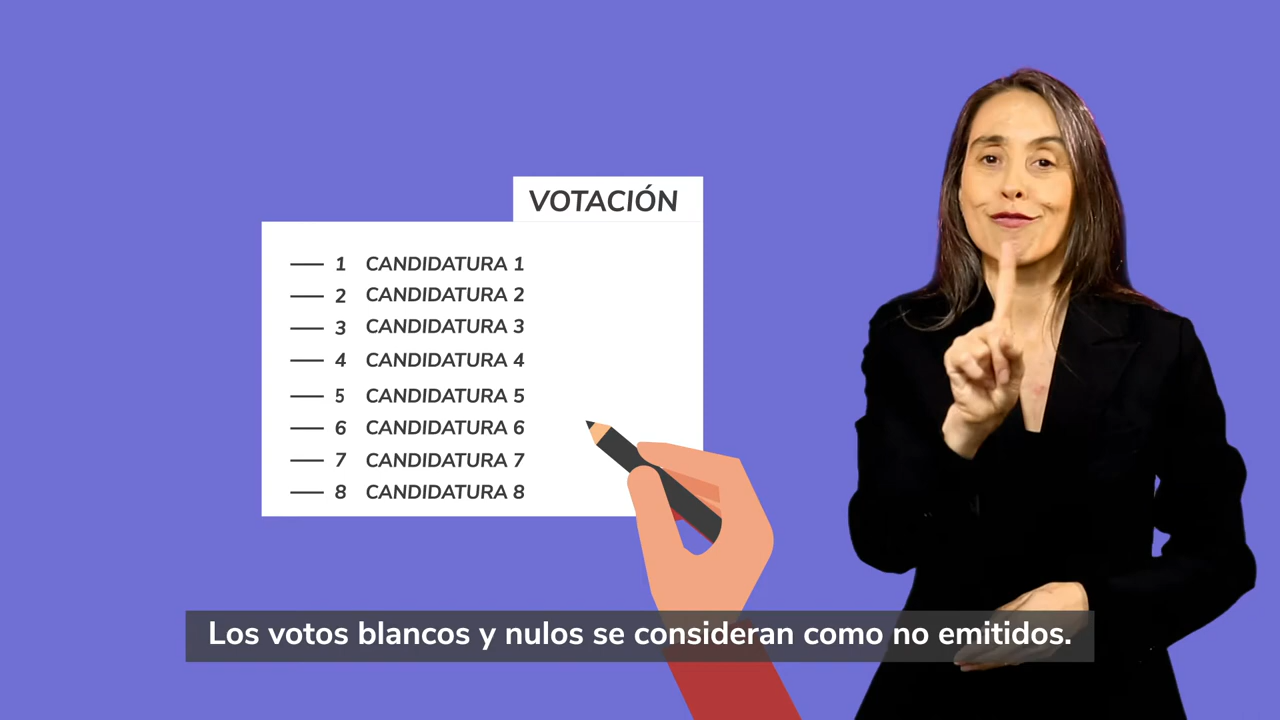 VOTACIÓN
1 CANDIDATURA 1
2 CANDIDATURA 2
3 CANDIDATURA 3
4 CANDIDATURA 4
5 CANDIDATURA 5
6 CANDIDATURA 6
7 CANDIDATURA 7
8 CANDIDATURA 8
Los votos blancos y nulos se consideran como no emitidos.